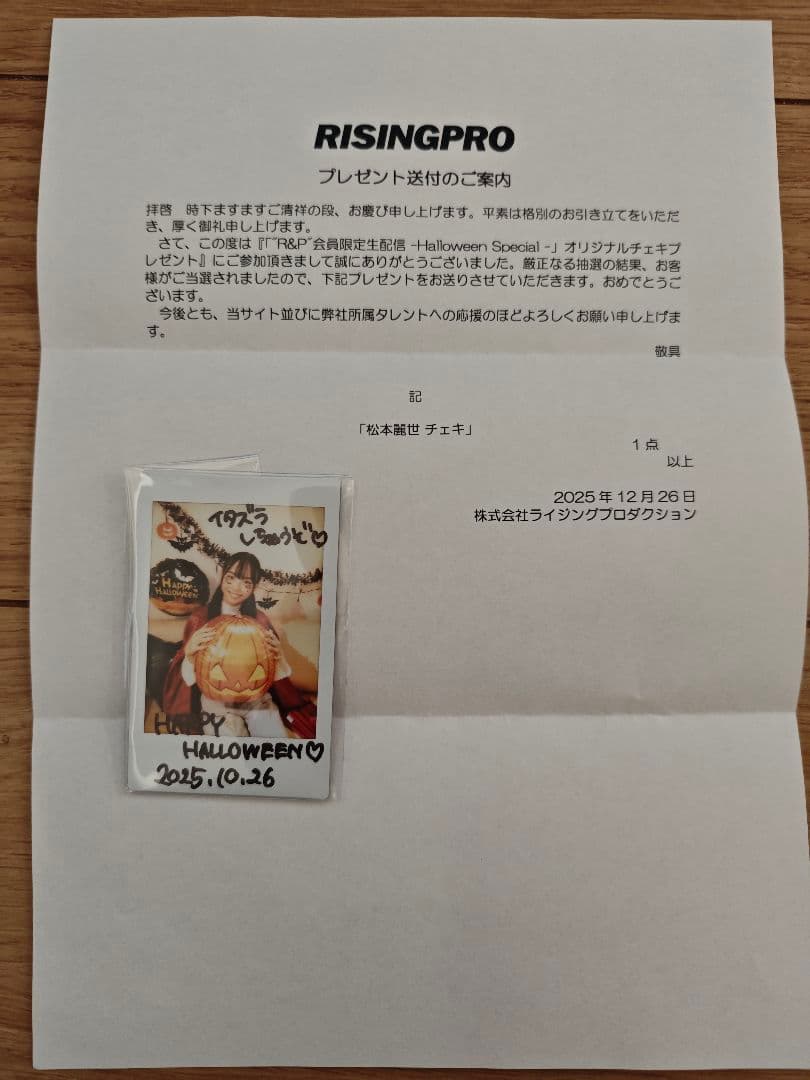 RISINGPRO
プレゼント送付のご案内
拝啓　時下ますますご清祥の段、お慶び申し上げます。平素は格別のお引き立てをいただ
き、厚く御礼申し上げます。
さて、この度は『「"R&P"会員限定生配信 -Halloween Special -」オリジナルチェキプ
レゼント』にご参加頂きまして誠にありがとうございました。厳正なる抽選の結果、お客
様がご当選されましたので、下記プレゼントをお送りさせていただきます。おめでとうご
ざいます。
今後とも、当サイト並びに弊社所属タレントへの応援のほどよろしくお願い申し上げま
す。
敬具
記
「松本麗世 チェキ」
1 点
以上
2025 年 12 月 26 日
株式会社ライジングプロダクション
イタズラ
しちゃうぞ♡
HAPPY
HALLOWEEN
HAPPY
HALLOWEEN♡
2025.10.26